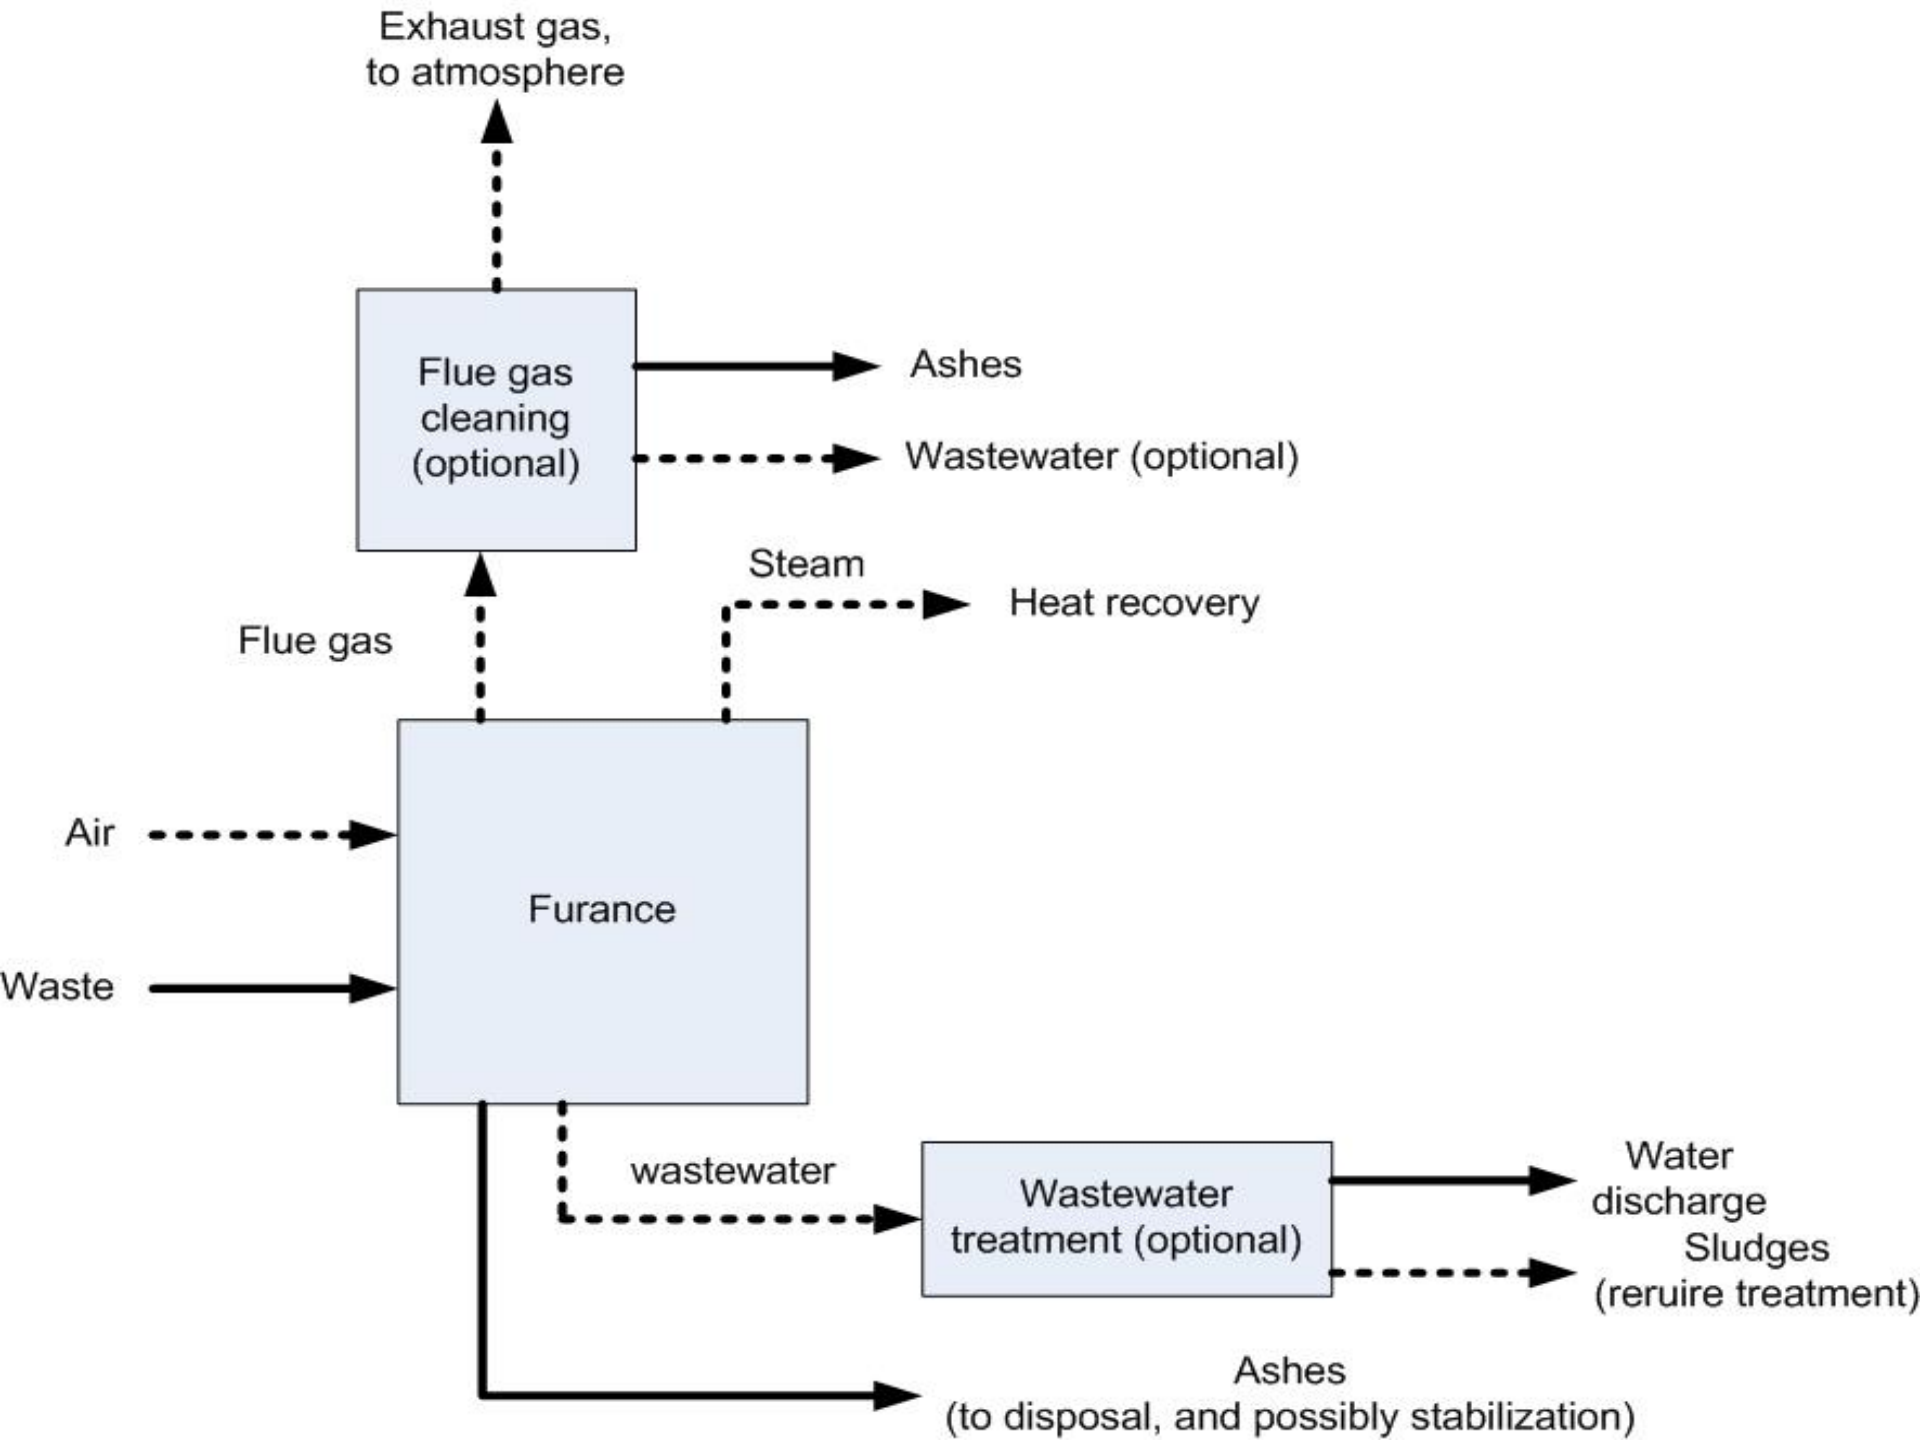 Exhaust gas,
to atmosphere
Flue gas
cleaning
(optional)
Ashes
Wastewater (optional)
Steam
Heat recovery
Flue gas
Air
Furance
Waste
wastewater
Wastewater
treatment (optional)
Water
discharge
Sludges
(reruire treatment)
Ashes
(to disposal, and possibly stabilization)